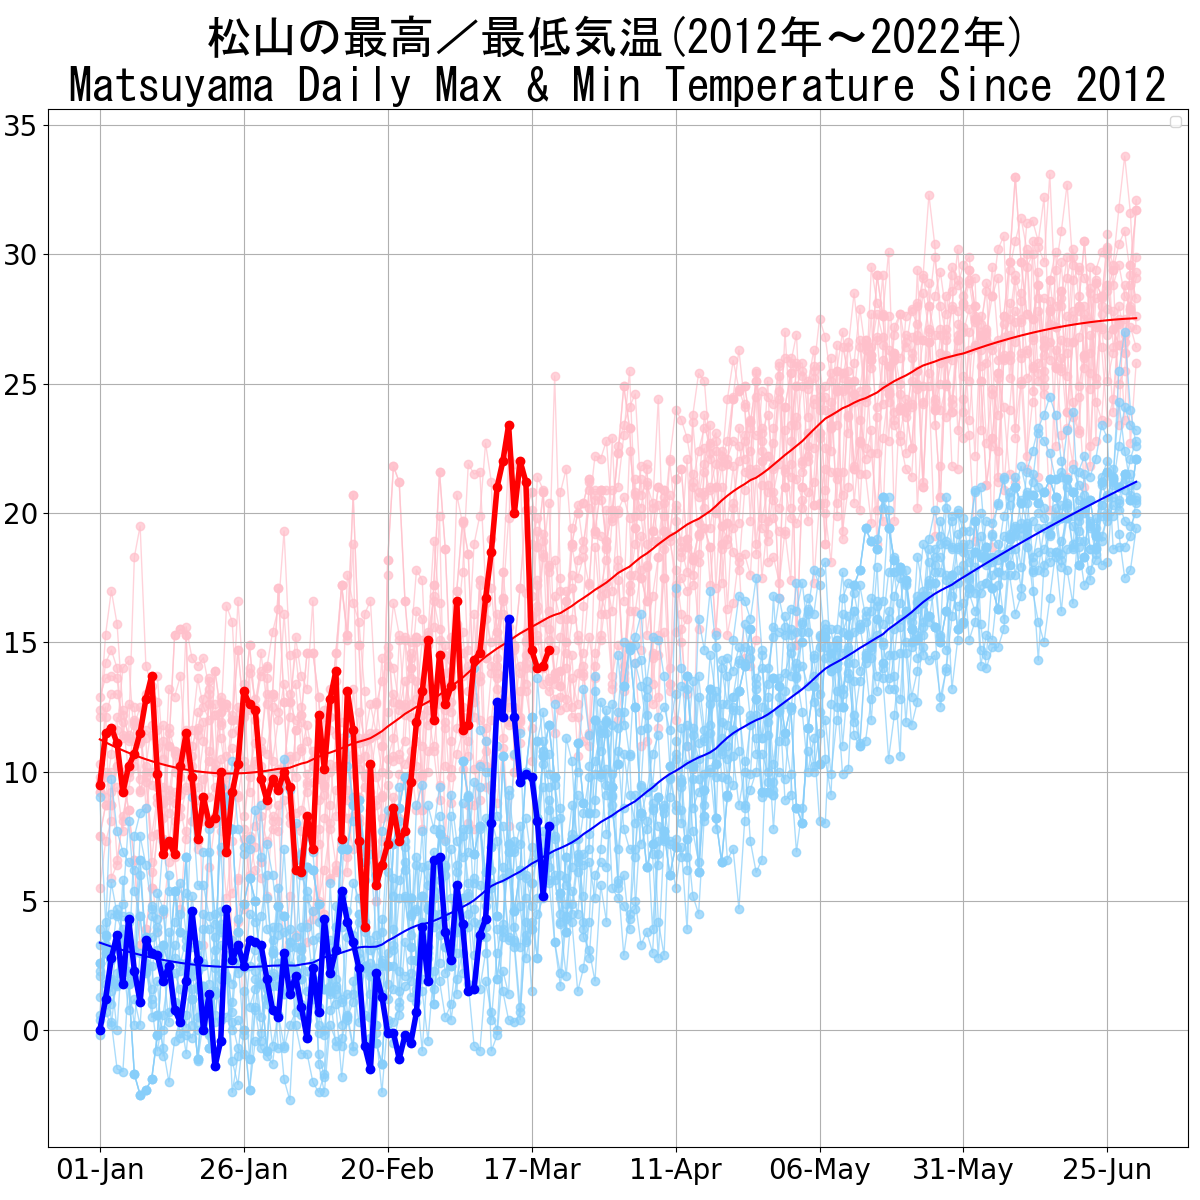 松山の最高／最低気温(2012年～2022年)
Matsuyama Daily Max & Min Temperature Since 2012
35
30
25
20
15
10
5
0
01-Jan 26-Jan 20-Feb 17-Mar 11-Apr 06-May 31-May 25-Jun